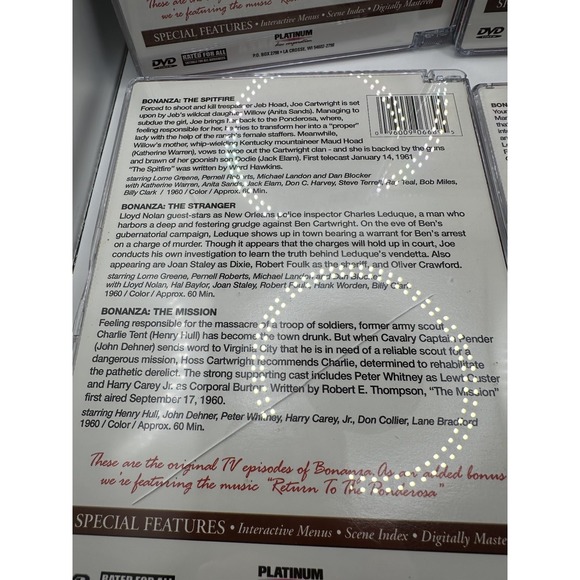 These are the original TV episodes of Bonanza. As an added bonus
we're featuring the music "Return To The Ponderosa"
SPECIAL FEATURES • Interactive Menus • Scene Index • Digitally Mastered
DVD
RATED FOR ALL
PLATINUM
disc corporation
P.O. BOX 2798 • LA CROSSE, WI 54602-2798
DVD
BONANZA: THE SPITFIRE
Forced to shoot and kill trespasser Jeb Hoad, Joe Cartwright is set
upon by Jeb's wildcat daughter Willow (Anita Sands). Managing to
subdue the girl, Joe brings her back to the Ponderosa, where,
feeling responsible for her, he tries to transform her into a "proper"
lady with the help of the ranch's female staffers. Meanwhile,
Willow's mother, whip-wielding Kentucky mountaineer Maud Hoad
(Katherine Warren), vows to wipe out the Cartwright clan - and she is backed by the guns
and brawn of her goonish son Dodie (Jack Elam). First telecast January 14, 1961
"The Spitfire" was written by Ward Hawkins.
starring Lorne Greene, Pernell Roberts, Michael Landon and Dan Blocker
with Katherine Warren, Anita Sands, Jack Elam, Don C. Harvey, Steve Terrell, Ray Teal, Bob Miles,
Billy Clark / 1960 / Color / Approx. 60 Min.
BONANZA: THE STRANGER
Lloyd Nolan guest-stars as New Orleans police inspector Charles Leduque, a man who
harbors a deep and festering grudge against Ben Cartwright. On the eve of Ben's
gubernatorial campaign, Leduque shows up in town bearing a warrant for Ben's arrest
on a charge of murder. Though it appears that the charges will hold up in court, Joe
conducts his own investigation to learn the truth behind Leduque's vendetta. Also
appearing are Joan Staley as Dixie, Robert Foulk as the sheriff, and Oliver Crawford.
starring Lorne Greene, Pernell Roberts, Michael Landon and Dan Blocker
with Lloyd Nolan, Hal Baylor, Joan Staley, Robert Foulk, Hank Worden, Billy Clark
1960 / Color / Approx. 60 Min.
BONANZA: THE MISSION
Feeling responsible for the massacre of a troop of soldiers, former army scout
Charlie Tent (Henry Hull) has become the town drunk. But when Cavalry Captain Pender
(John Dehner) sends word to Virginia City that he is in need of a reliable scout for a
dangerous mission, Hoss Cartwright recommends Charlie, determined to rehabilitate
the pathetic derelict. The strong supporting cast includes Peter Whitney as Lewt Custer
and Harry Carey Jr. as Corporal Burton. Written by Robert E. Thompson, "The Mission"
first aired September 17, 1960.
starring Henry Hull, John Dehner, Peter Whitney, Harry Carey, Jr., Don Collier, Lane Bradford
1960 / Color / Approx. 60 Min.
These are the original TV episodes of Bonanza. As an added bonus
we're featuring the music "Return To The Ponderosa"
SPECIAL FEATURES • Interactive Menus • Scene Index • Digitally Maste
RATED FOR ALL
PLATINUM